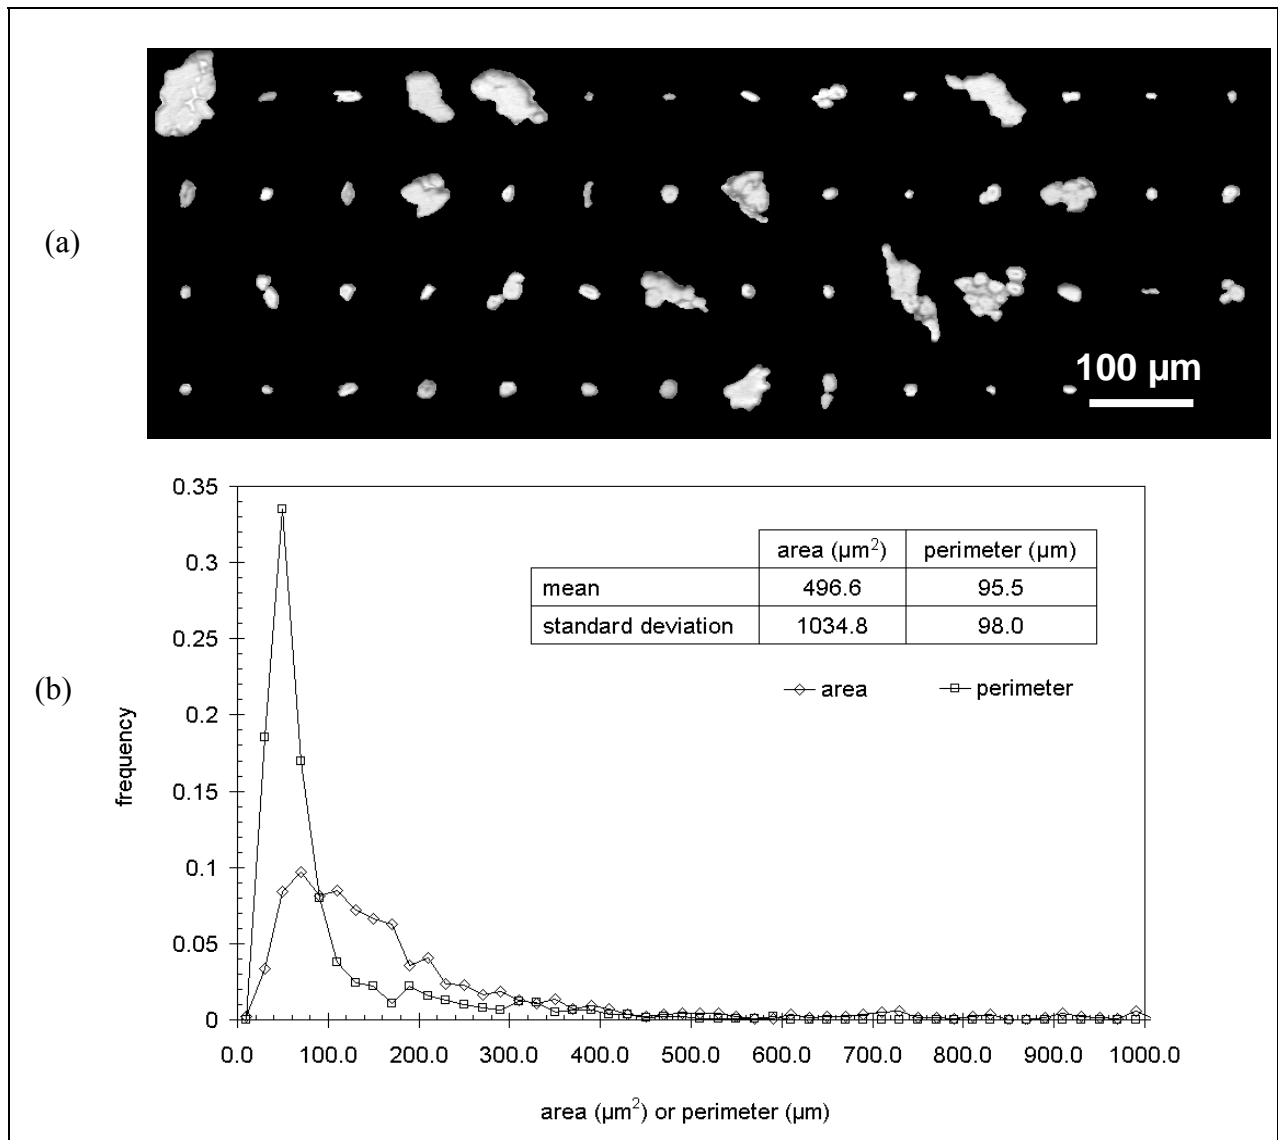 (a)
100 µm
(b)
0.35
0.3
0.25
0.2
0.15
0.1
0.05
0
frequency
area (µm²) perimeter (µm)
mean 496.6 95.5
standard deviation 1034.8 98.0
area perimeter
0.0 100.0 200.0 300.0 400.0 500.0 600.0 700.0 800.0 900.0 1000.0
area (µm²) or perimeter (µm)